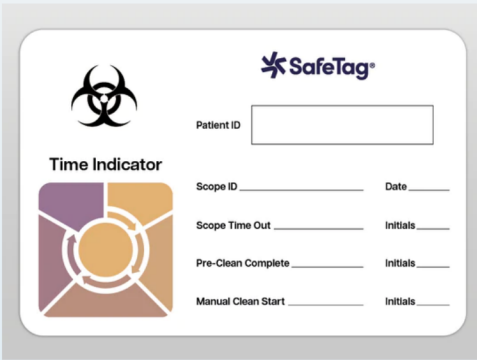 SafeTag®
Patient ID
Time Indicator
Scope ID Date
Scope Time Out Initials
Pre-Clean Complete Initials
Manual Clean Start Initials